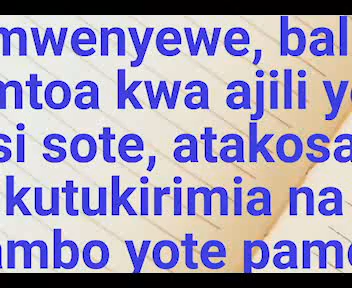 mwenyewe, bal
mtoa kwa ajili y
si sote, atakosa
kutukirimia na
ambo yote pamo